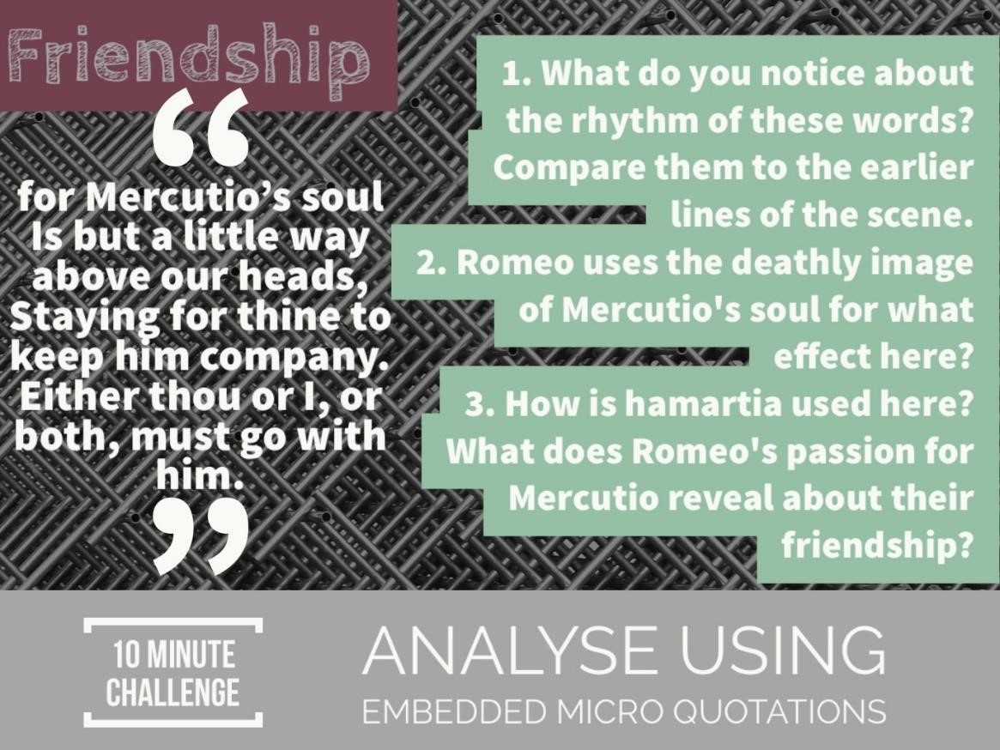 Friendship
“
for Mercutio’s soul
Is but a little way
above our heads,
Staying for thine to
keep him company.
Either thou or I, or
both, must go with
him.
”
1. What do you notice about
the rhythm of these words?
Compare them to the earlier
lines of the scene.
2. Romeo uses the deathly image
of Mercutio's soul for what
effect here?
3. How is hamartia used here?
What does Romeo's passion for
Mercutio reveal about their
friendship?
10 MINUTE
CHALLENGE
ANALYSE USING
EMBEDDED MICRO QUOTATIONS